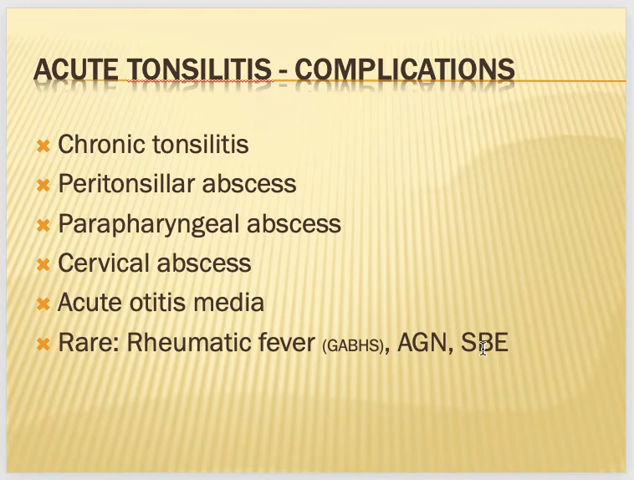 ACUTE TONSILITIS - COMPLICATIONS
Chronic tonsilitis
Peritonsillar abscess
Parapharyngeal abscess
Cervical abscess
Acute otitis media
Rare: Rheumatic fever (GABHS), AGN, SBE